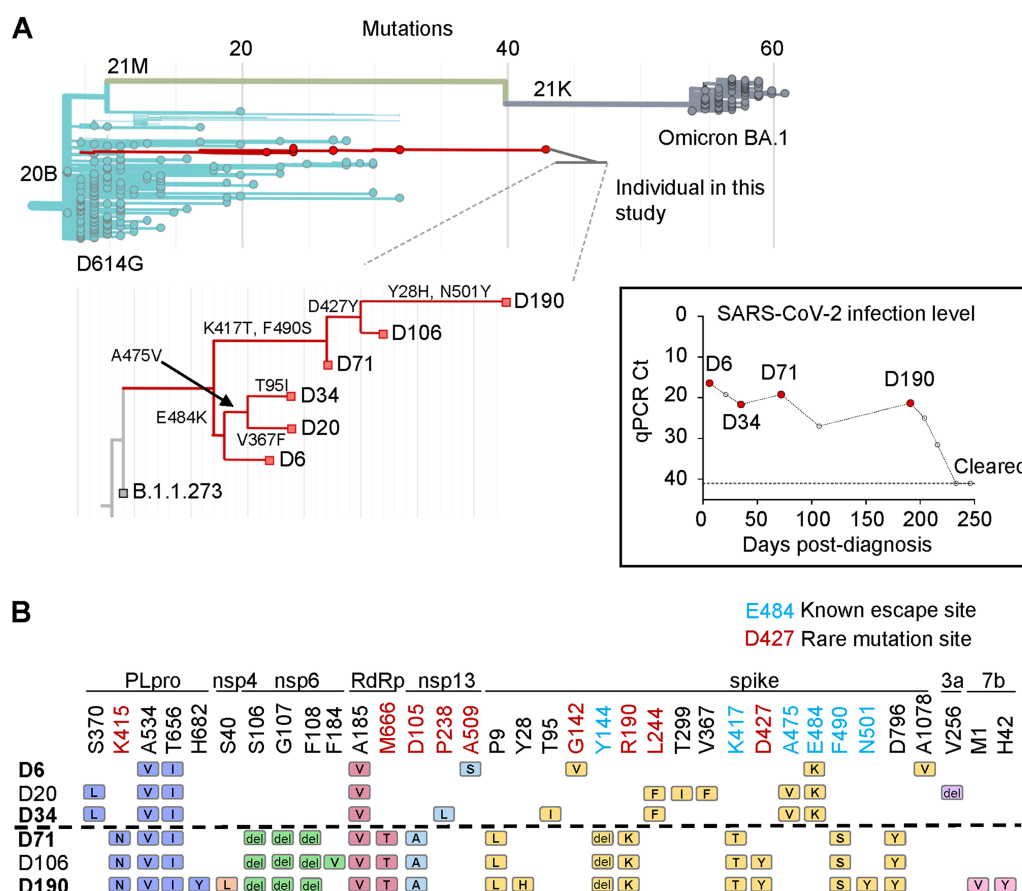 A
Mutations
20 40 60
21M
21K
Omicron BA.1
20B
Individual in this
study
D614G
Y28H, N501Y
D190
D427Y
K417T, F490S
D106
A475V
D71
T95I
D34
E484K
D20
V367F
D6
B.1.1.273
SARS-CoV-2 infection level
qPCR Ct
0
10
20
30
40
D6
D34
D71
D190
Cleared
0 50 100 150 200 250
Days post-diagnosis
B
E484 Known escape site
D427 Rare mutation site
PLpro nsp4 nsp6 RdRp nsp13 spike 3a 7b
S370 K415 A534 T656 H682 S40 S106 G107 F108 F184 A185 M666 D105 P238 A509 P9 Y28 T95 G142 Y144 R190 L244 T299 V367 K417 D427 A475 E484 F490 N501 D796 A1078 V256 M1 H42
D6 V I V S V K V
D20 L V I V F I F V K del
D34 L V I V L I F V K
D71 N V I del del del V T A L del K T S Y
D106 N V I del del del V V T A L del K T Y S Y
D190 N V I Y L del del del V T A L H del K T Y S Y Y V Y